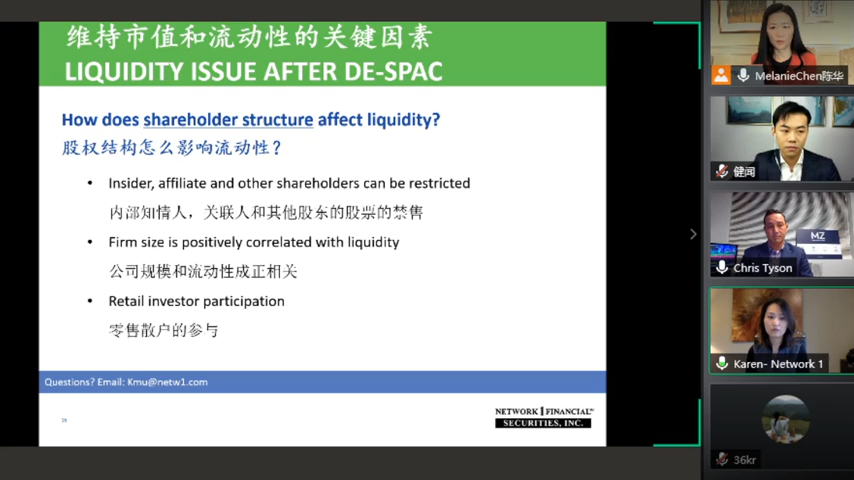 维持市值和流动性的关键因素
LIQUIDITY ISSUE AFTER DE-SPAC
How does shareholder structure affect liquidity?
股权结构怎么影响流动性？
• Insider, affiliate and other shareholders can be restricted
内部知情人，关联人和其他股东的股票的禁售
• Firm size is positively correlated with liquidity
公司规模和流动性成正相关
• Retail investor participation
零售散户的参与
Questions? Email: Kmu@netw1.com
NETWORK 1 FINANCIAL
SECURITIES, INC.
MelanieChen陈华
健闻
MZ
Chris Tyson
Karen- Network 1
36kr